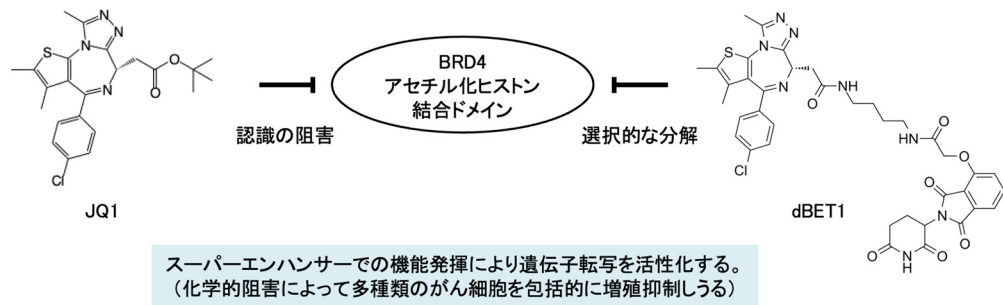 BRD4
アセチル化ヒストン
結合ドメイン
認識の阻害
選択的な分解
JQ1
dBET1
スーパーエンハンサーでの機能発揮により遺伝子転写を活性化する。
（化学的阻害によって多種類のがん細胞を包括的に増殖抑制しうる）
CH3
N
N
N
S
N
O
O
Cl
CH3
N
N
N
S
N
O
H
N
N
H
O
O
O
N
O
O
N
H
O
Cl